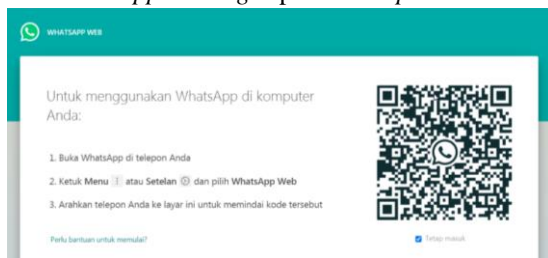 WHATSAPP WEB
Untuk menggunakan WhatsApp di komputer
Anda:
1. Buka WhatsApp di telepon Anda
2. Ketuk Menu atau Setelan dan pilih WhatsApp Web
3. Arahkan telepon Anda ke layar ini untuk memindai kode tersebut
Perlu bantuan untuk memulai?
Tetap masuk